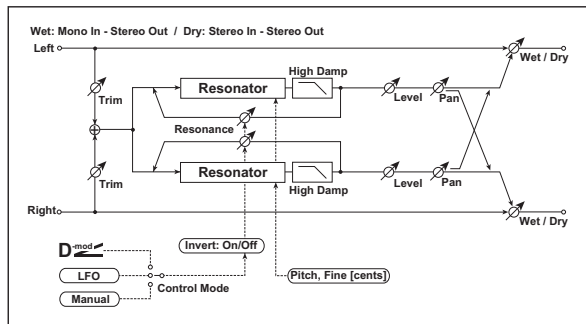 Wet: Mono In - Stereo Out / Dry: Stereo In - Stereo Out
Left
Wet / Dry
High Damp
Resonator
Trim
Level
Pan
Resonance
Resonator
Trim
High Damp
Level
Pan
Right
Wet / Dry
D-mod
Invert: On/Off
LFO
Pitch, Fine [cents]
Control Mode
Manual